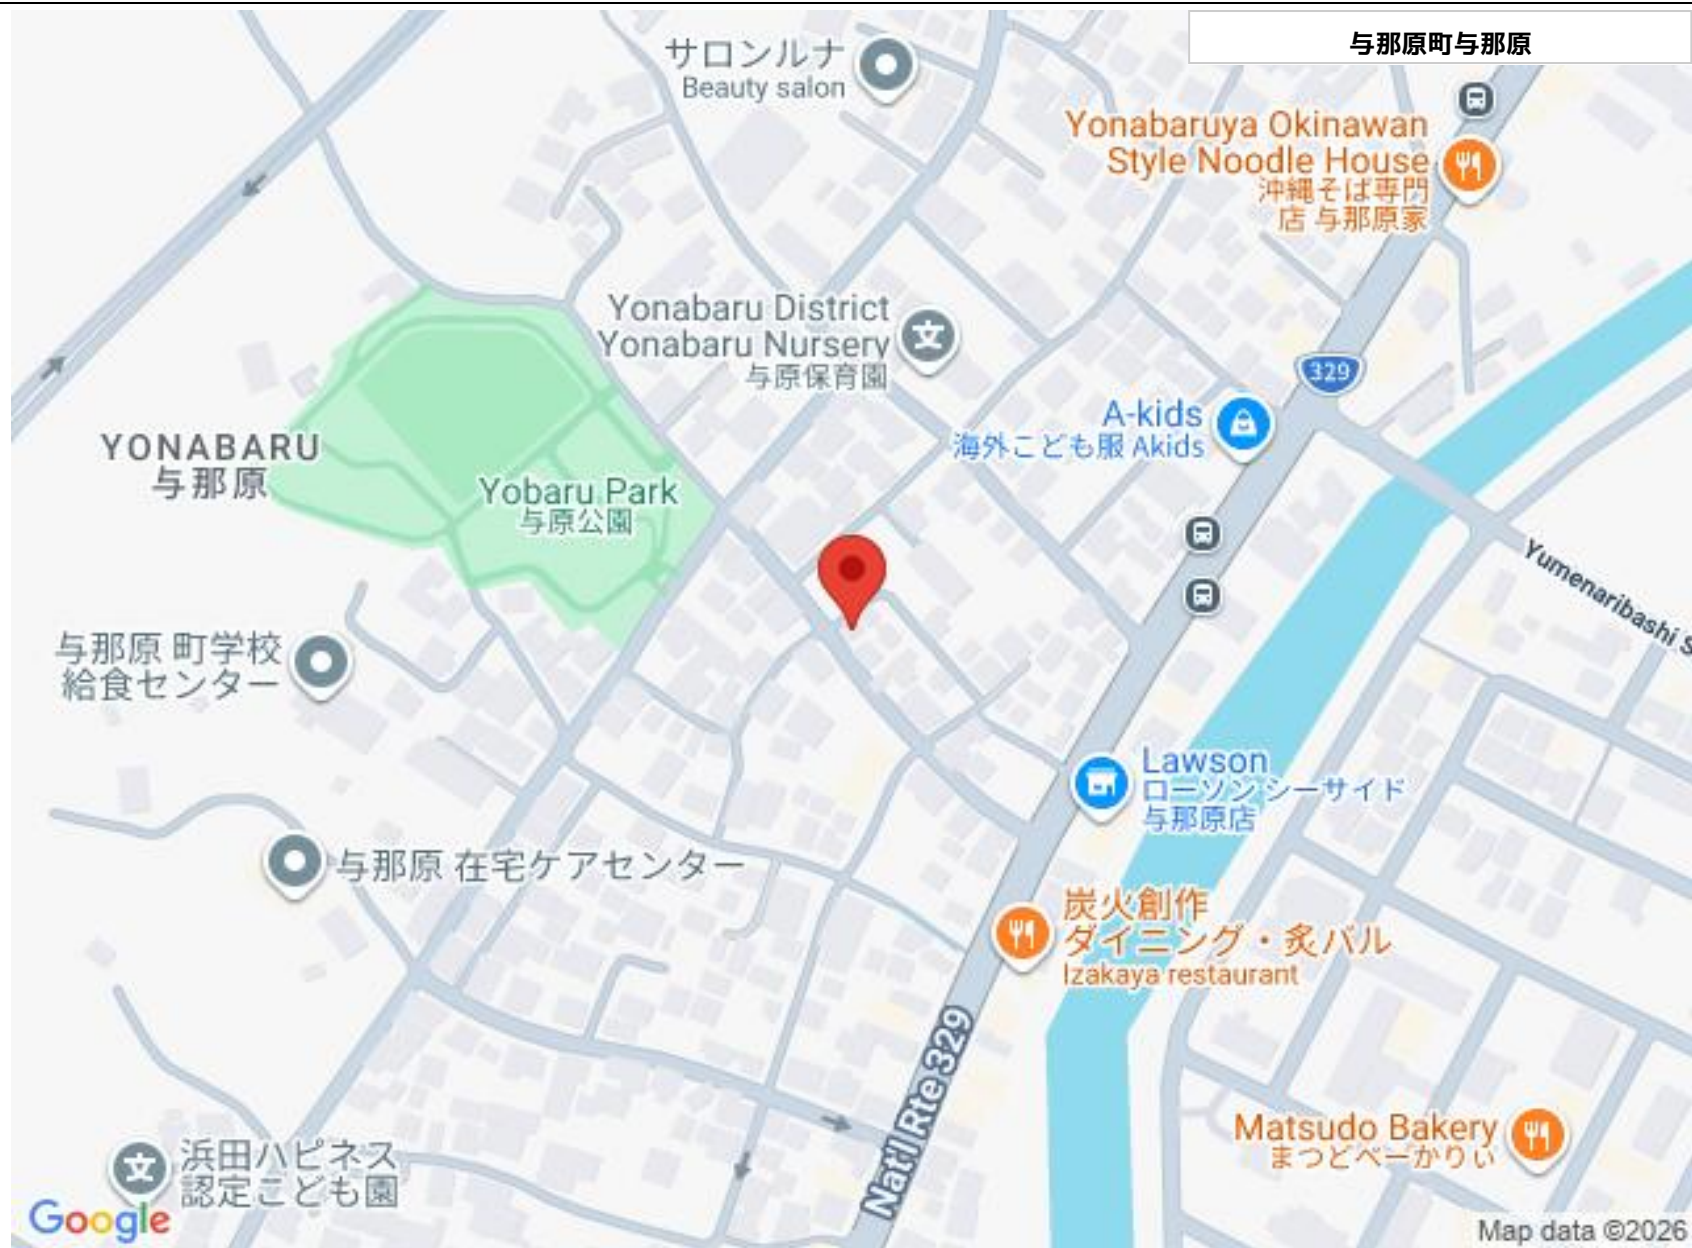 与那原町与那原
サロンルナ
Beauty salon
Yonabaruya Okinawan
Style Noodle House
沖縄そば専門
店 与那原家
Yonabaru District
Yonabaru Nursery
与原保育園
329
A-kids
海外こども服 Akids
YONABARU
与那原
Yobaru Park
与原公園
Yumenaribashi S
与那原 町学校
給食センター
Lawson
ローソン シーサイド
与那原店
与那原 在宅ケアセンター
炭火創作
ダイニング・炙バル
Izakaya restaurant
Nat'l Rte 329
Matsudo Bakery
まつどべーかりぃ
浜田ハピネス
認定こども園
Google
Map data ©2026